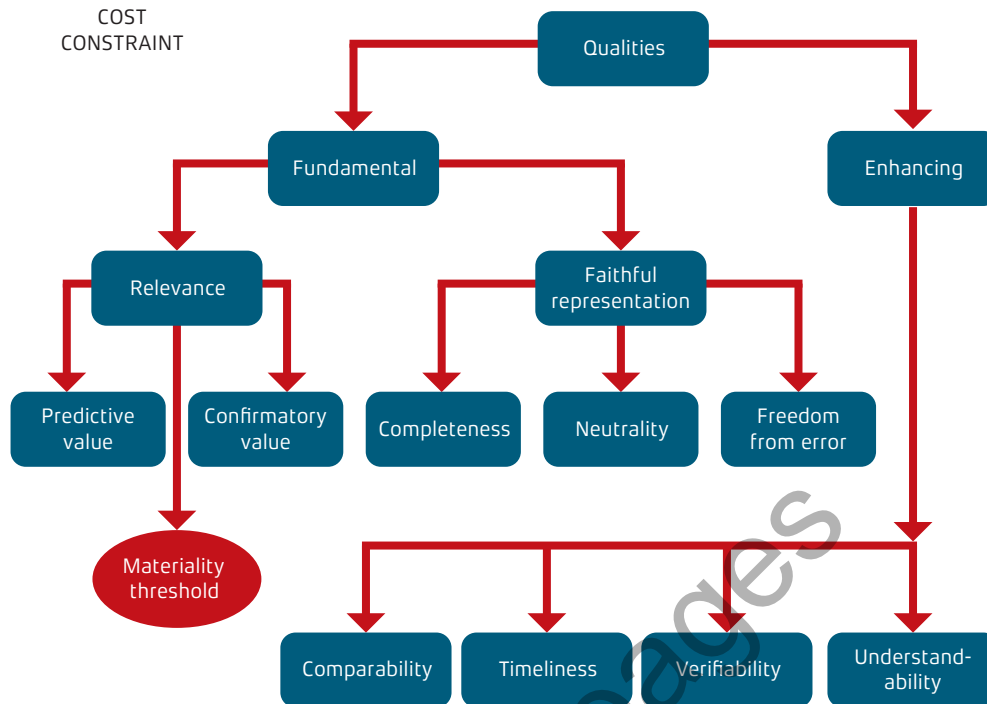 COST
CONSTRAINT
Qualities
Fundamental
Enhancing
Relevance
Faithful
representation
Predictive
value
Confirmatory
value
Completeness
Neutrality
Freedom
from error
Materiality
threshold
Comparability
Timeliness
Verifiability
Understand-
ability
ages